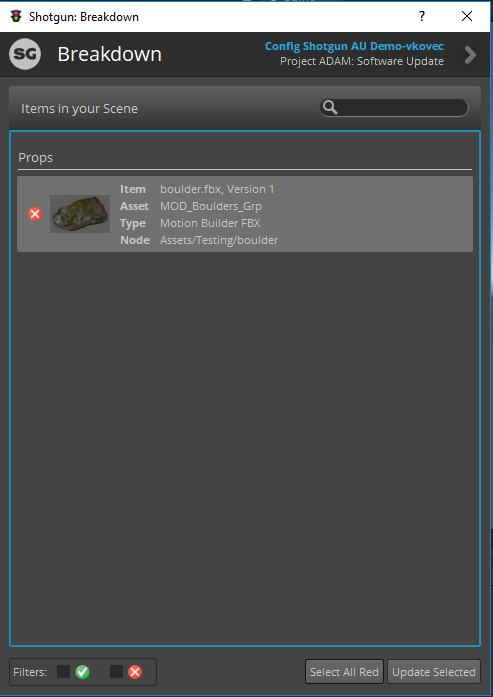 Shotgun: Breakdown
?
SG
Breakdown
Config Shotgun AU Demo-vkovec
Project ADAM: Software Update
Items in your Scene
Props
Item boulder.fbx, Version 1
Asset MOD_Boulders_Grp
Type Motion Builder FBX
Node Assets/Testing/boulder
Filters:
Select All Red
Update Selected